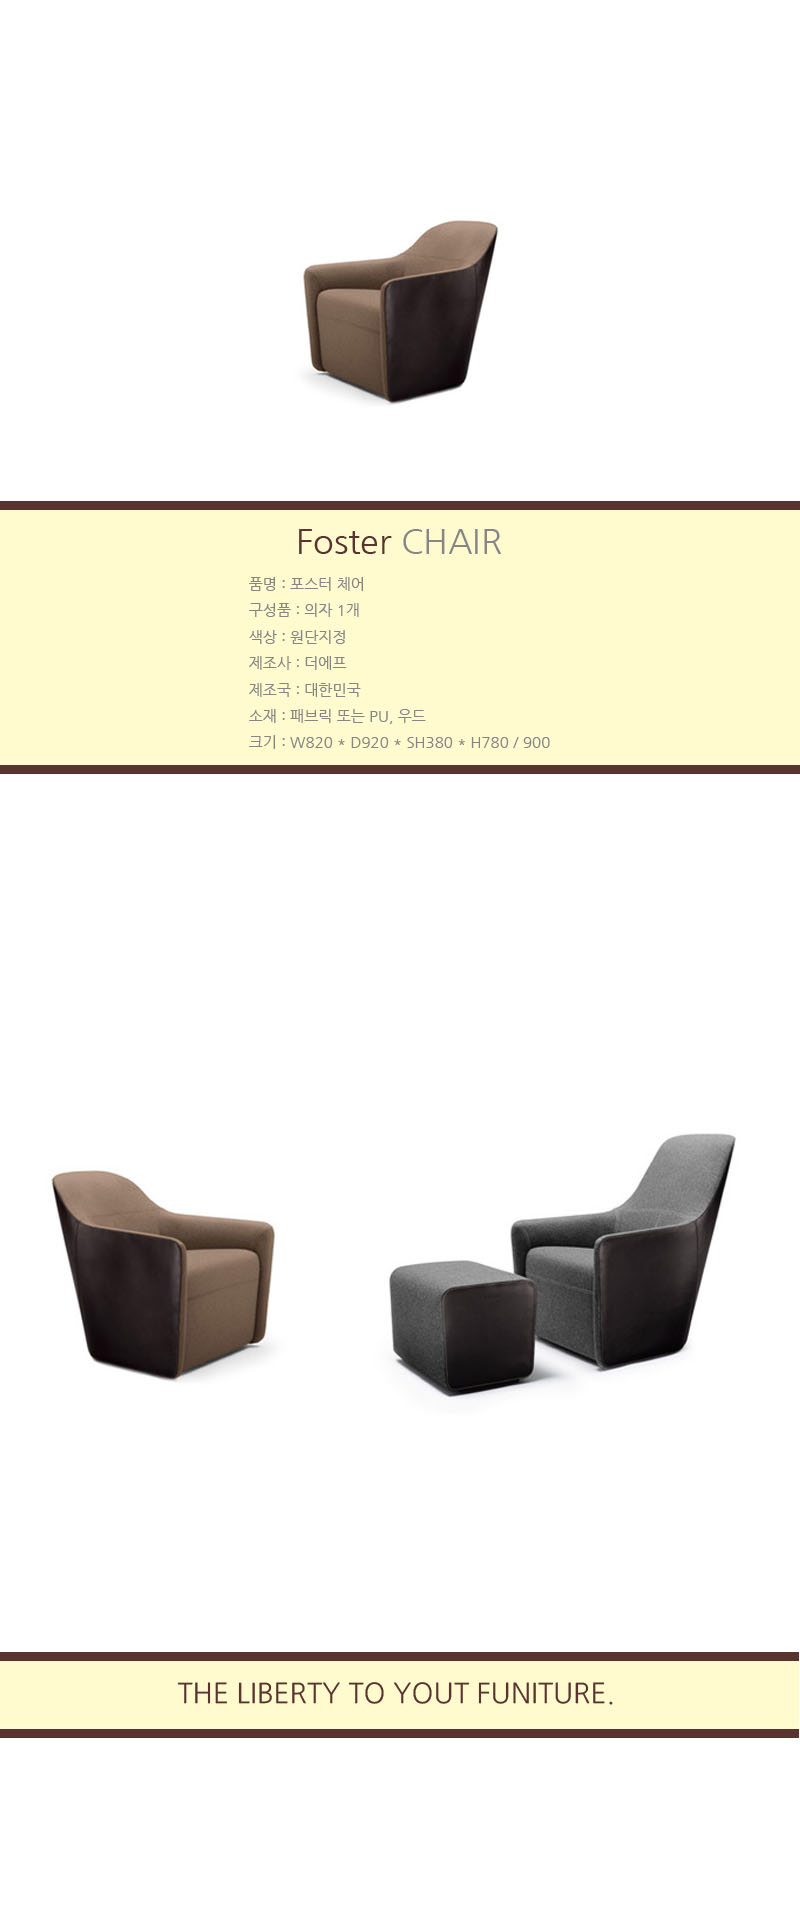 Foster CHAIR
품명 : 포스터 체어
구성품 : 의자 1개
색상 : 원단지정
제조사 : 더에프
제조국 : 대한민국
소재 : 패브릭 또는 PU, 우드
크기 : W820 * D920 * SH380 * H780 / 900
THE LIBERTY TO YOUT FUNITURE.